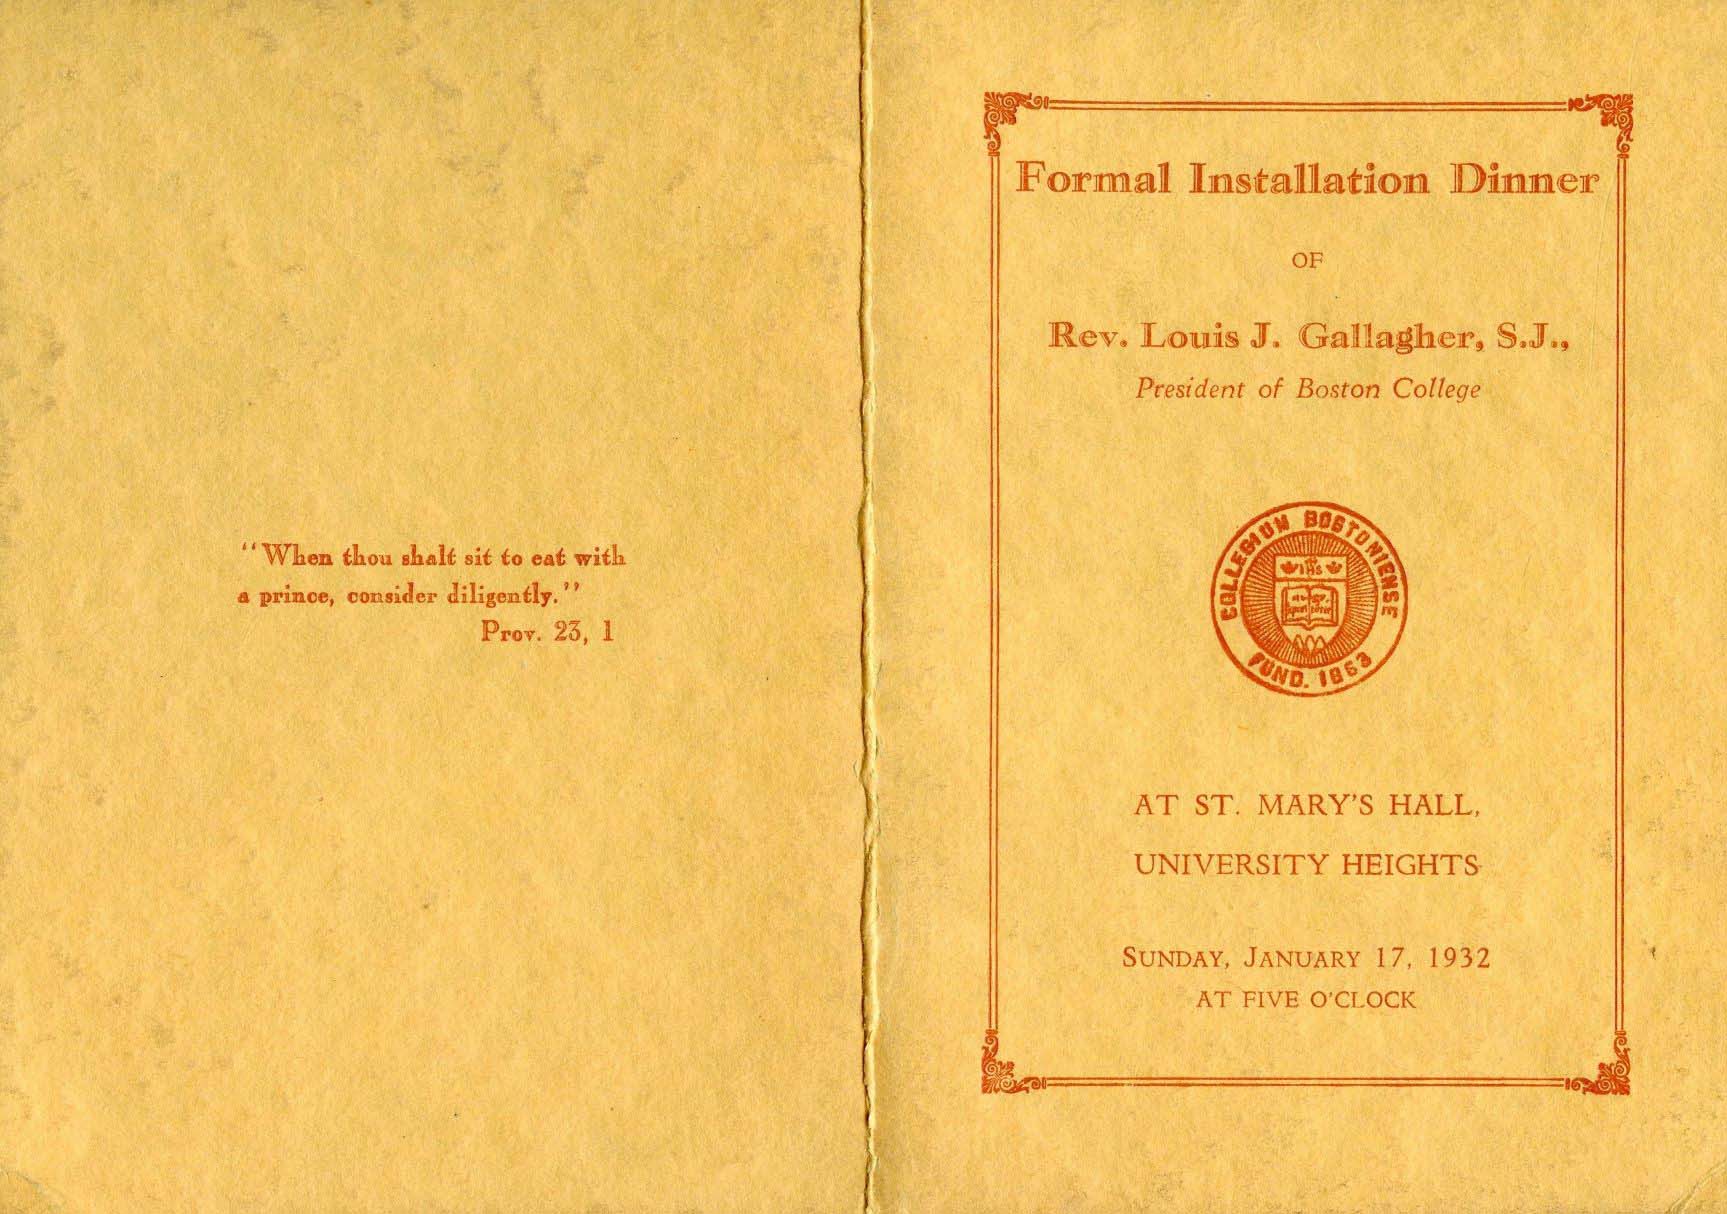 “When thou shalt sit to eat with
a prince, consider diligently.”
Prov. 23, 1
Formal Installation Dinner
OF
Rev. Louis J. Gallagher, S.J.,
President of Boston College
COLLEGIUM BOSTONIENSE
IHS
FUND. 1863
AT ST. MARY'S HALL,
UNIVERSITY HEIGHTS
SUNDAY, JANUARY 17, 1932
AT FIVE O'CLOCK